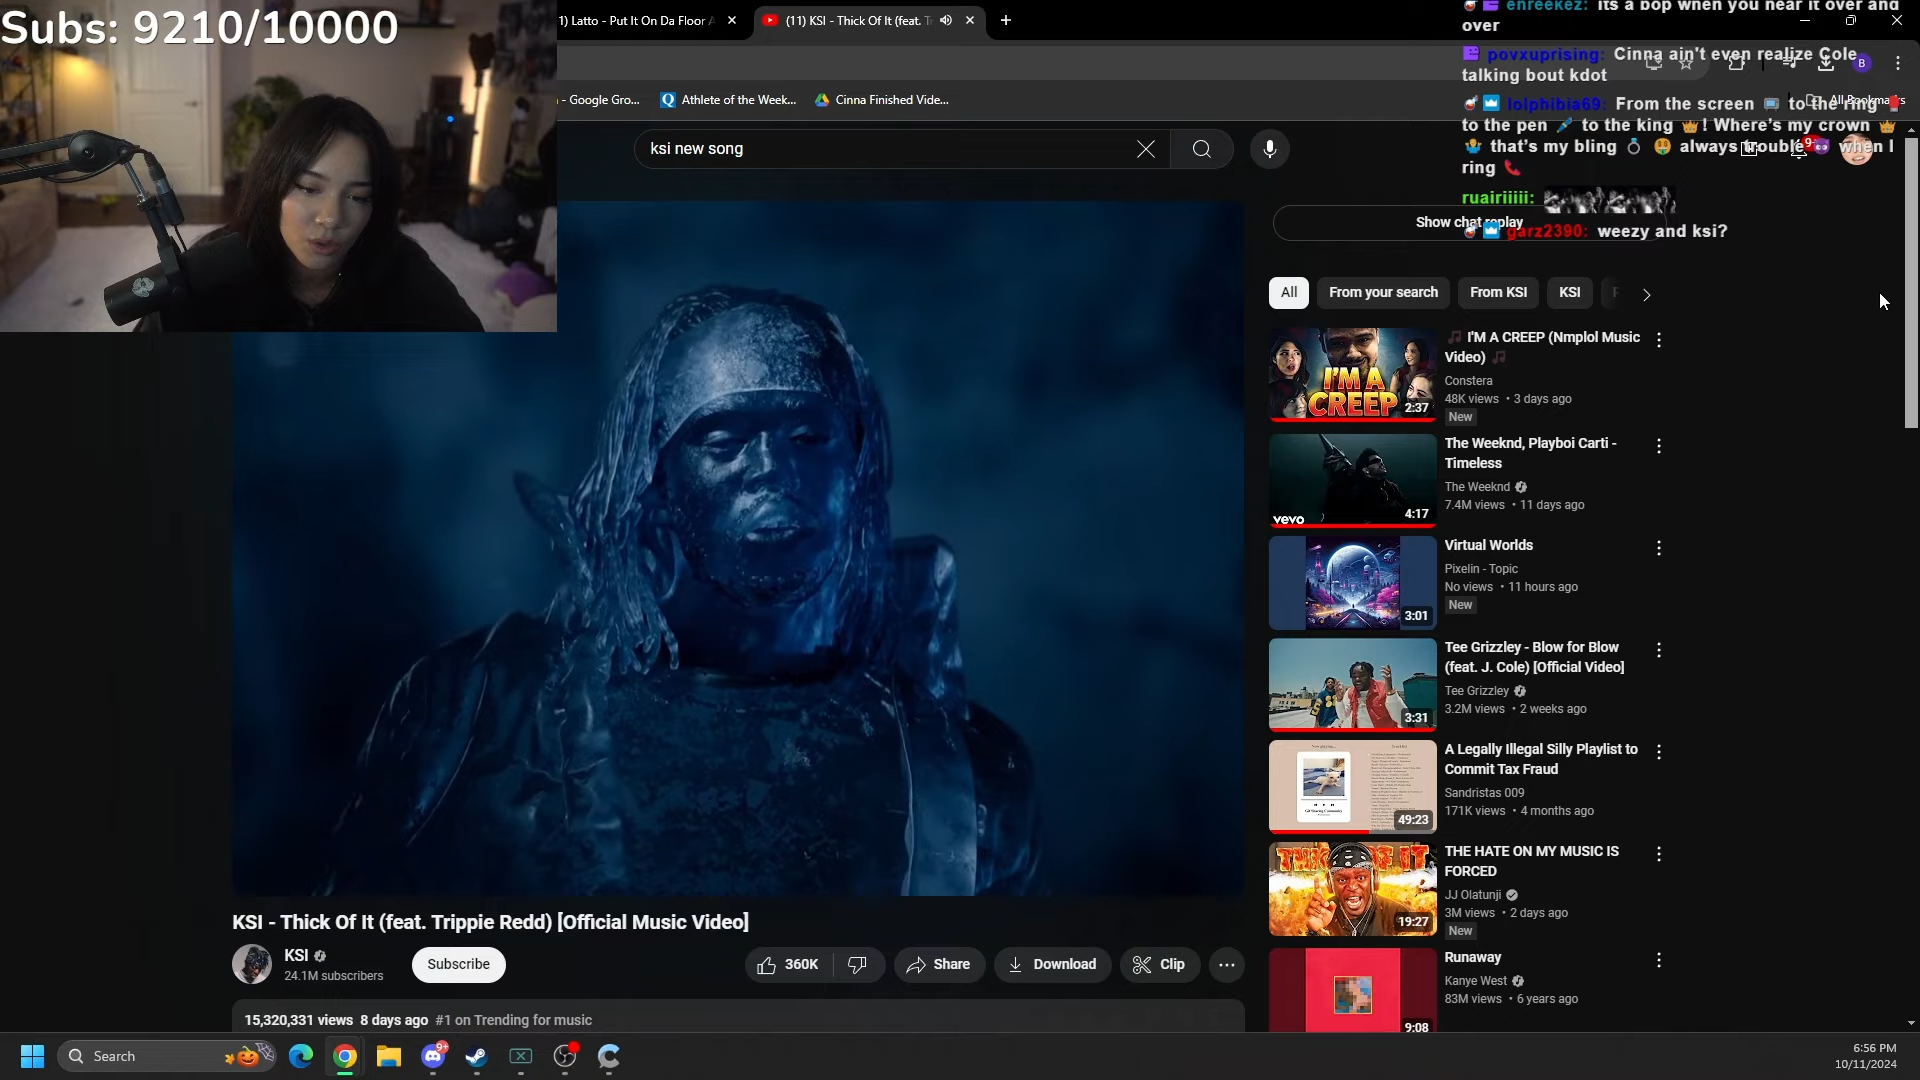 Subs: 9210/10000
1) Latto - Put It On Da Floor A
(11) KSI - Thick Of It (feat. Tr
enreekez: its a bop when you hear it over and
over
povxuprising: Cinna ain't even realize Cole
talking bout kdot
lolphibia69: From the screen 📺 to the ring 🥊
to the pen 🖊 to the king 👑! Where's my crown 👑
🤷 that's my bling 💍 🤑 always trouble 😈 when I
ring 📞
ruairiiiii:
garz2390: weezy and ksi?
B
- Google Gro...
Athlete of the Week...
Cinna Finished Vide...
All Bookmarks
ksi new song
9+
Show chat replay
All
From your search
From KSI
KSI
I'M A
CREEP
2:37
🎵 I'M A CREEP (Nmplol Music
Video) 🎵
Constera
48K views • 3 days ago
New
vevo
4:17
The Weeknd, Playboi Carti -
Timeless
The Weeknd
7.4M views • 11 days ago
3:01
Virtual Worlds
Pixelin - Topic
No views • 11 hours ago
New
3:31
Tee Grizzley - Blow for Blow
(feat. J. Cole) [Official Video]
Tee Grizzley
3.2M views • 2 weeks ago
49:23
A Legally Illegal Silly Playlist to
Commit Tax Fraud
Sandristas 009
171K views • 4 months ago
19:27
THE HATE ON MY MUSIC IS
FORCED
JJ Olatunji
3M views • 2 days ago
New
9:08
Runaway
Kanye West
83M views • 6 years ago
KSI - Thick Of It (feat. Trippie Redd) [Official Music Video]
KSI
24.1M subscribers
Subscribe
360K
Share
Download
Clip
15,320,331 views 8 days ago #1 on Trending for music
Search
9+
6:56 PM
10/11/2024